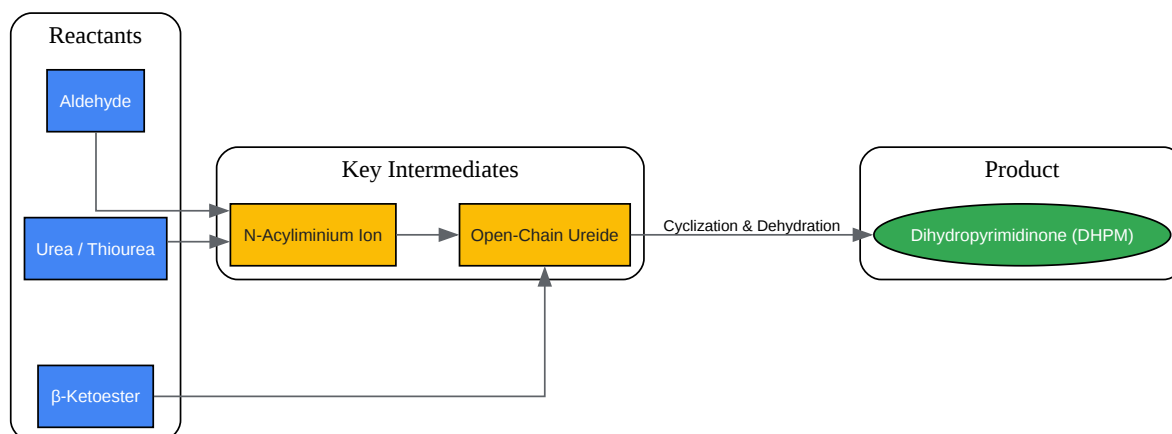 Reactants
Aldehyde
Urea / Thiourea
β-Ketoester
Key Intermediates
N-Acyliminium Ion
Open-Chain Ureide
Cyclization & Dehydration
Product
Dihydropyrimidinone (DHPM)